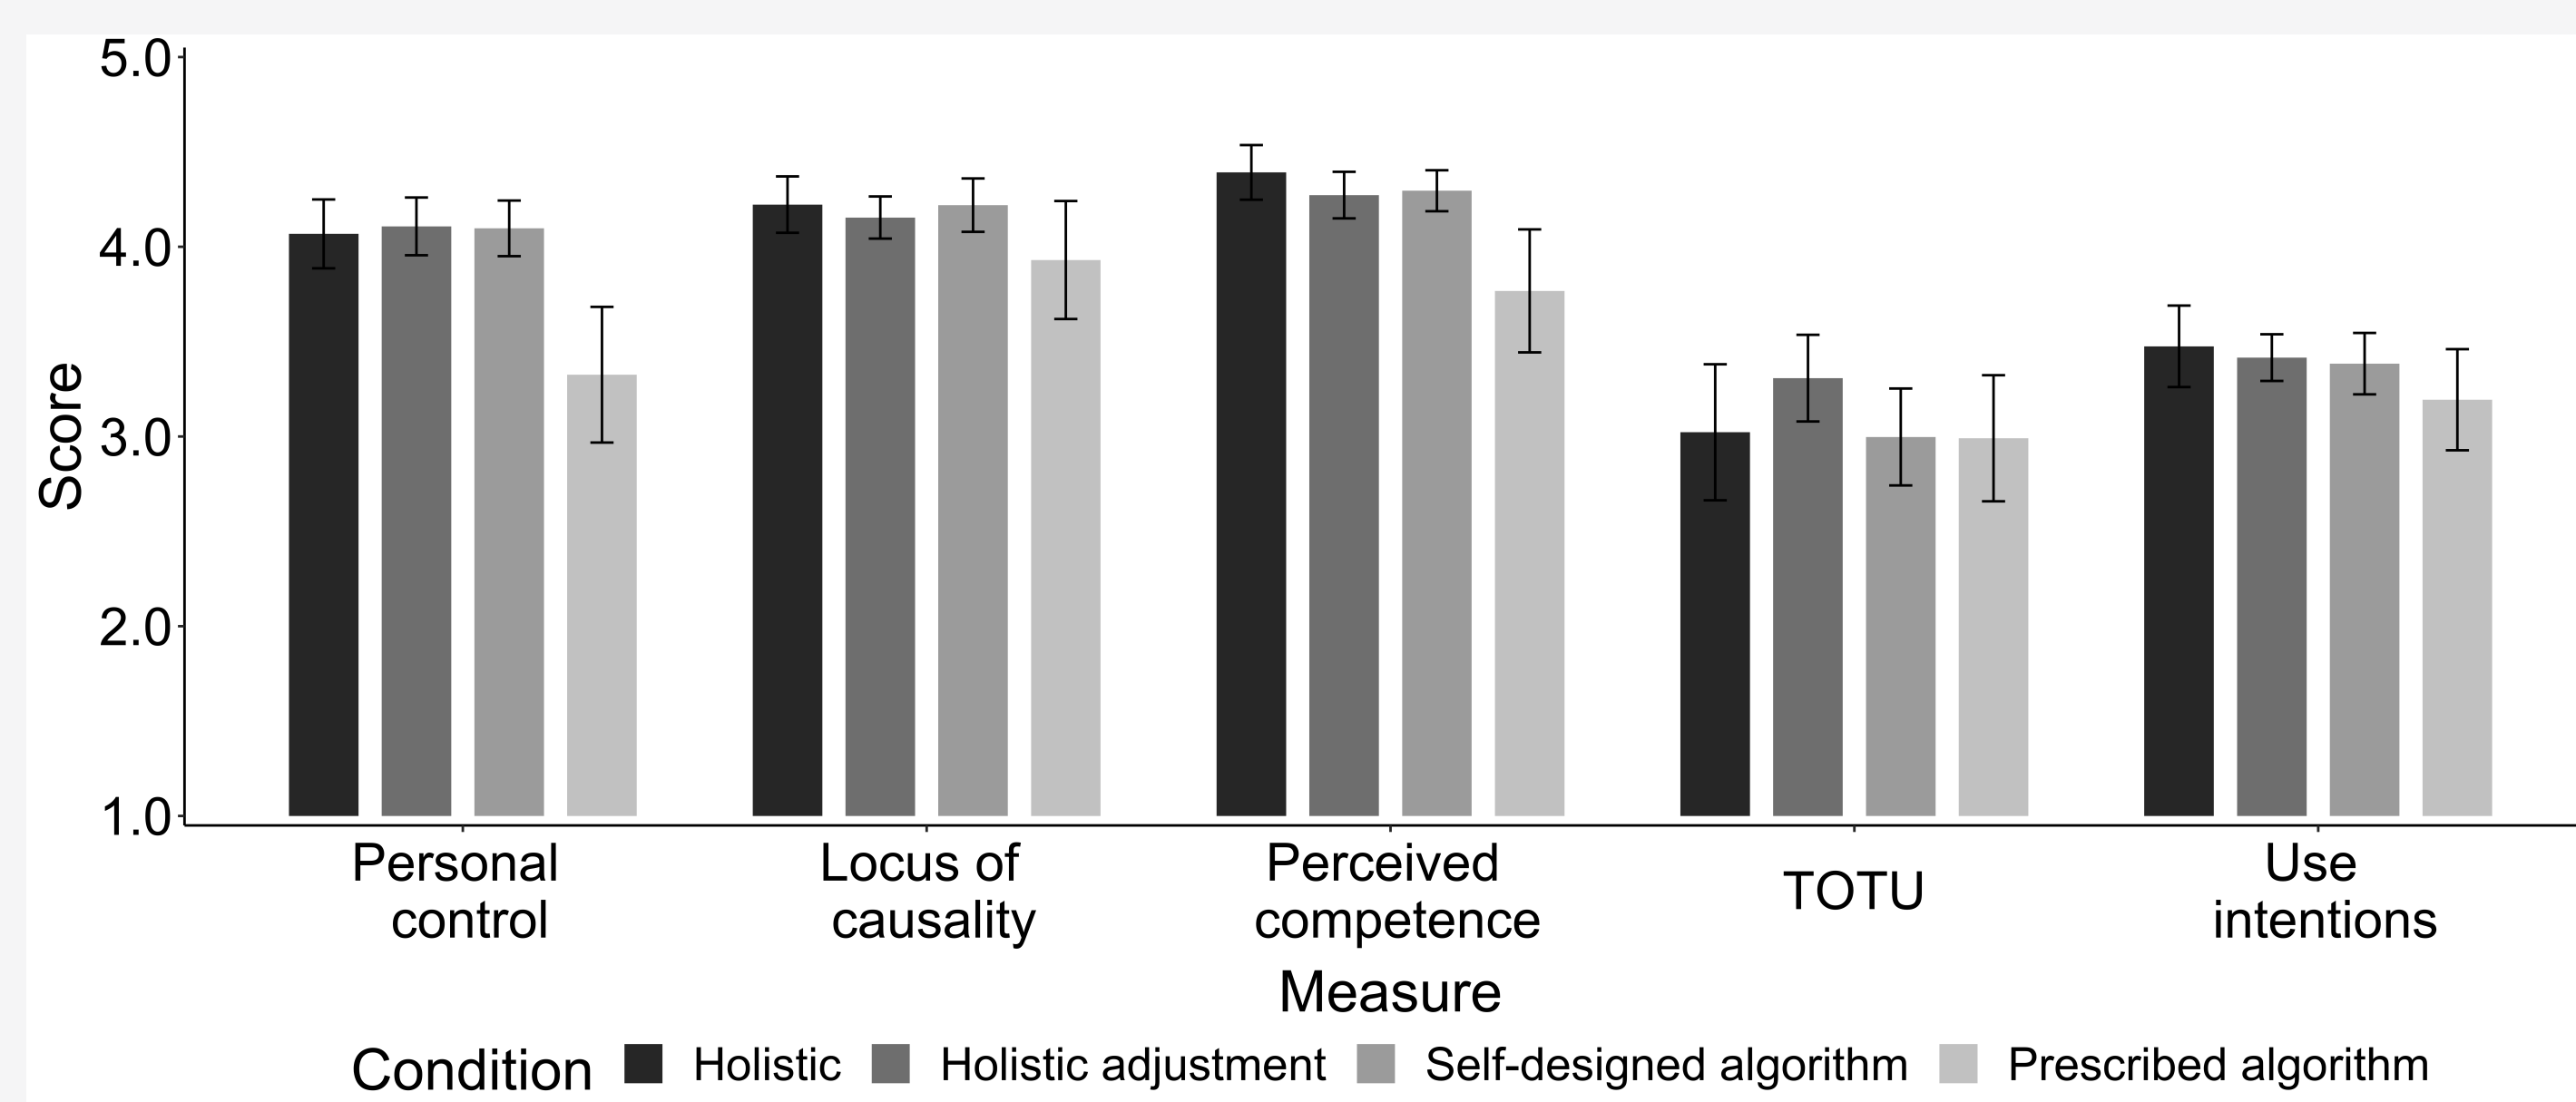 5.0
4.0
3.0
2.0
1.0
Score
Personal
control
Locus of
causality
Perceived
competence
TOTU
Use
intentions
Measure
Condition Holistic Holistic adjustment Self-designed algorithm Prescribed algorithm